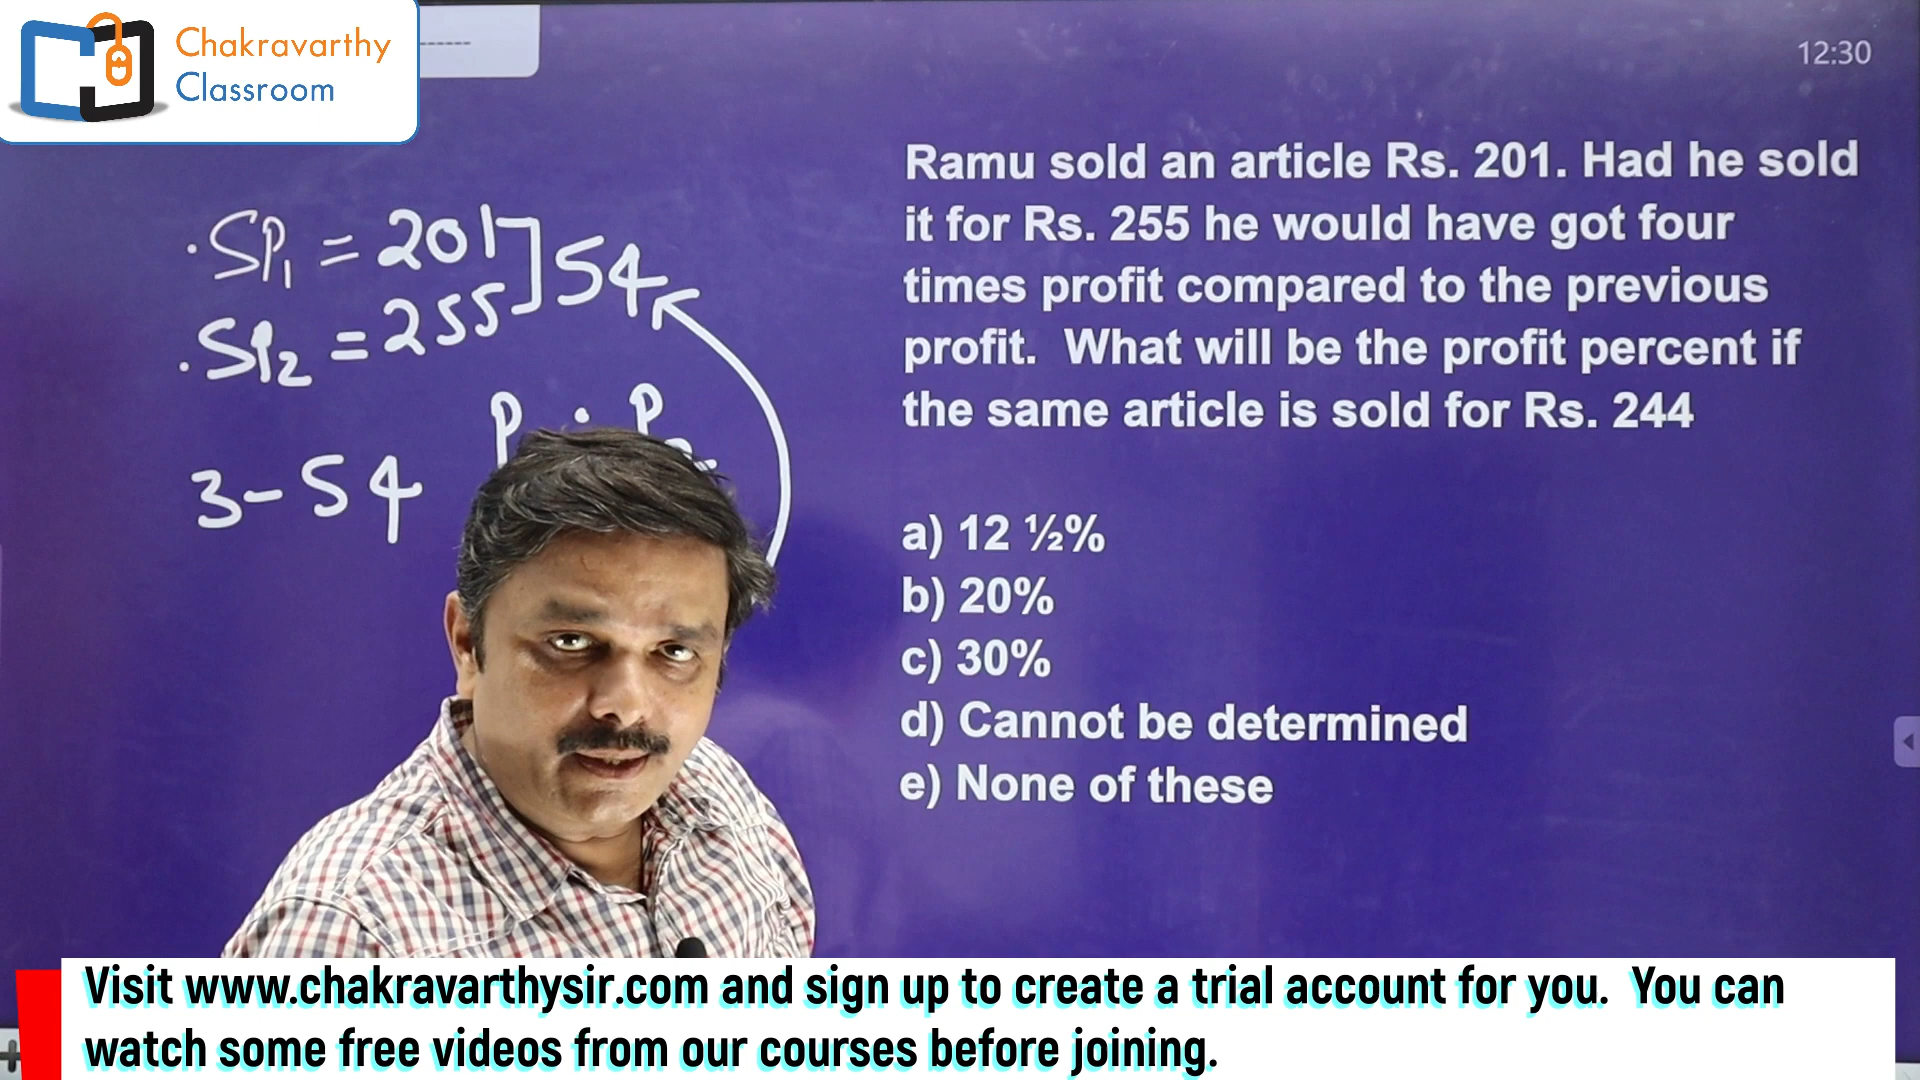 Chakravarthy
Classroom
12:30
Ramu sold an article Rs. 201. Had he sold
it for Rs. 255 he would have got four
times profit compared to the previous
profit. What will be the profit percent if
the same article is sold for Rs. 244
a) 12 ½%
b) 20%
c) 30%
d) Cannot be determined
e) None of these
·SP₁ = 201] 54
·SP₂ = 255
P : P₂
3-54
Visit www.chakravarthysir.com and sign up to create a trial account for you. You can
watch some free videos from our courses before joining.